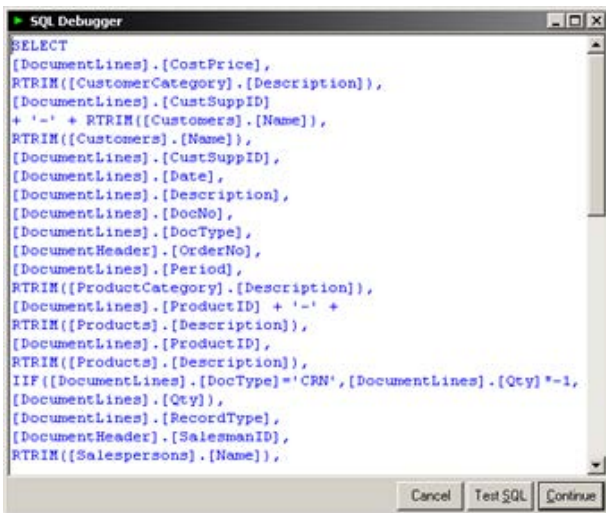 SQL Debugger
SELECT
[DocumentLines].[CostPrice],
RTRIM([CustomerCategory].[Description]),
[DocumentLines].[CustSuppID]
+ '-' + RTRIM([Customers].[Name]),
RTRIM([Customers].[Name]),
[DocumentLines].[CustSuppID],
[DocumentLines].[Date],
[DocumentLines].[Description],
[DocumentLines].[DocNo],
[DocumentLines].[DocType],
[DocumentHeader].[OrderNo],
[DocumentLines].[Period],
RTRIM([ProductCategory].[Description]),
[DocumentLines].[ProductID] + '-' +
RTRIM([Products].[Description]),
[DocumentLines].[ProductID],
RTRIM([Products].[Description]),
IIF([DocumentLines].[DocType]='CRN',[DocumentLines].[Qty]*-1,
[DocumentLines].[Qty]),
[DocumentLines].[RecordType],
[DocumentHeader].[SalesmanID],
RTRIM([Salespersons].[Name]),
Cancel Test SQL Continue